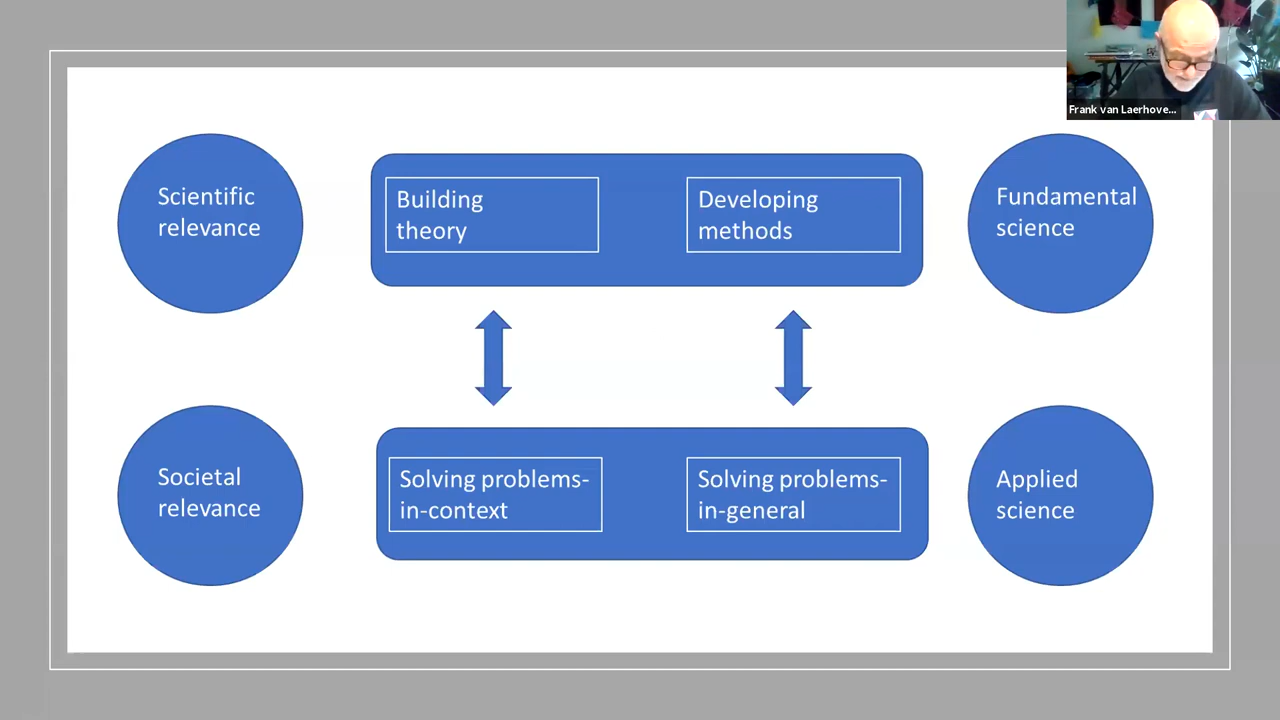 Frank van Laerhove...
Scientific
relevance
Building
theory
Developing
methods
Fundamental
science
Societal
relevance
Solving problems-
in-context
Solving problems-
in-general
Applied
science